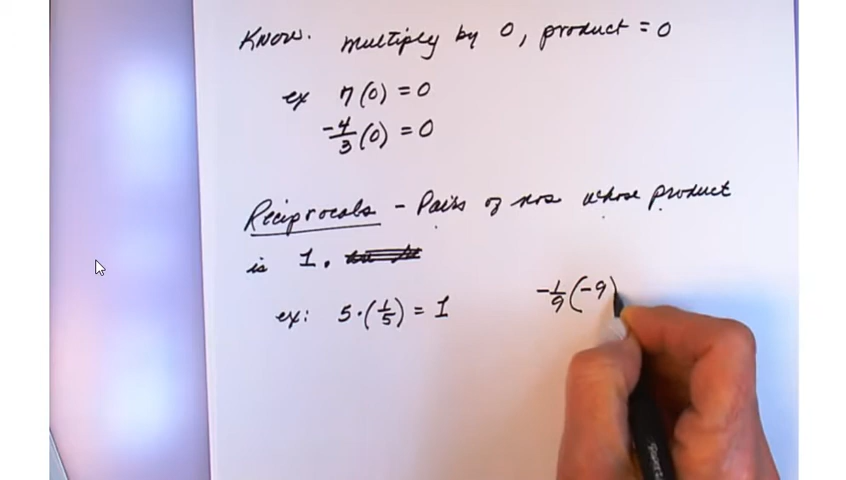 Know. multiply by 0, product = 0
ex 7(0) = 0
-4/3(0) = 0
Reciprocals - Pairs of nos whose product
is 1.
ex: 5·(1/5) = 1
-1/9(-9)